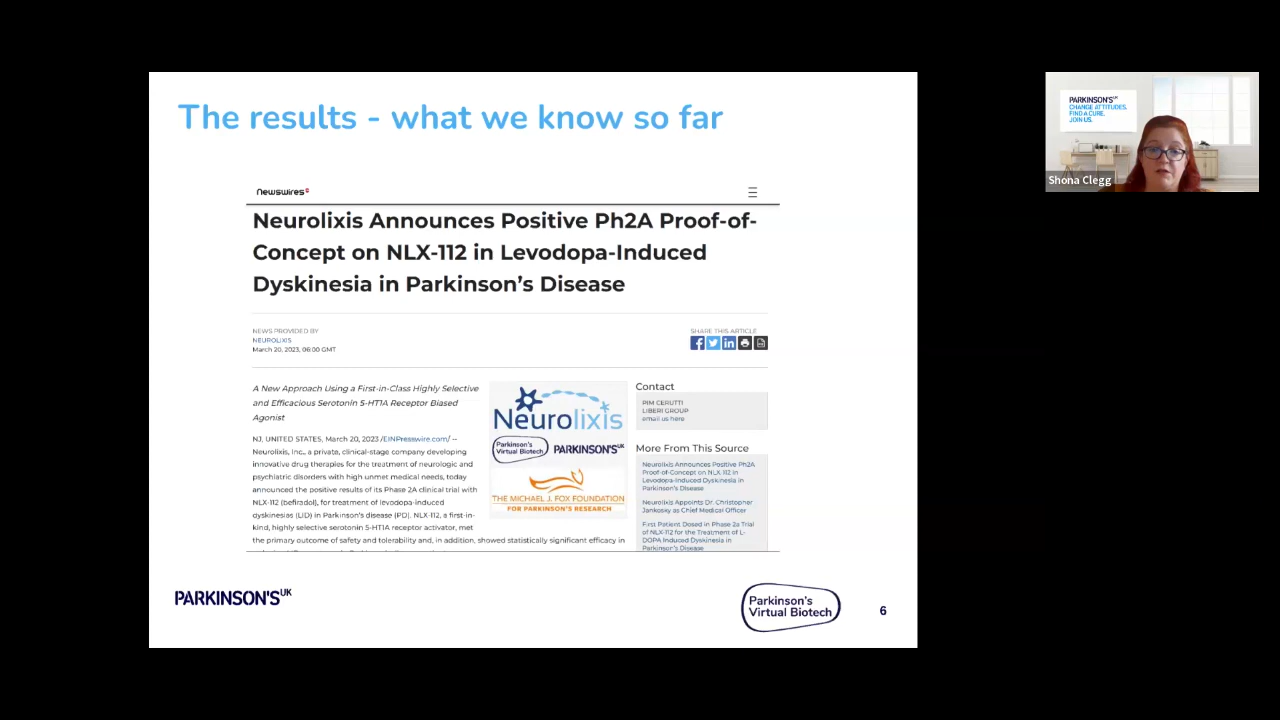 The results - what we know so far
newswires
Neurolixis Announces Positive Ph2A Proof-of-
Concept on NLX-112 in Levodopa-Induced
Dyskinesia in Parkinson's Disease
NEWS PROVIDED BY
NEUROLIXIS
March 20, 2023, 06:00 GMT
SHARE THIS ARTICLE
A New Approach Using a First-in-Class Highly Selective
and Efficacious Serotonin 5-HT1A Receptor Biased
Agonist
NJ, UNITED STATES, March 20, 2023 /EINPresswire.com/ --
Neurolixis, Inc., a private, clinical-stage company developing
innovative drug therapies for the treatment of neurologic and
psychiatric disorders with high unmet medical needs, today
announced the positive results of its Phase 2A clinical trial with
NLX-112 (befiradol), for treatment of levodopa-induced
dyskinesias (LID) in Parkinson's disease (PD). NLX-112, a first-in-
kind, highly selective serotonin 5-HT1A receptor activator, met
the primary outcome of safety and tolerability and, in addition, showed statistically significant efficacy in
Neurolixis
Parkinson's
Virtual Biotech
PARKINSON'S UK
THE MICHAEL J. FOX FOUNDATION
FOR PARKINSON'S RESEARCH
Contact
PIM CERUTTI
LIBERI GROUP
email us here
More From This Source
Neurolixis Announces Positive Ph2A
Proof-of-Concept on NLX-112 in
Levodopa-Induced Dyskinesia in
Parkinson's Disease
Neurolixis Appoints Dr. Christopher
Jankosky as Chief Medical Officer
First Patient Dosed in Phase 2a Trial
of NLX-112 for the Treatment of L-
DOPA Induced Dyskinesia in
Parkinson's Disease
PARKINSON'S UK
Parkinson's
Virtual Biotech
6
PARKINSON'S UK
CHANGE ATTITUDES.
FIND A CURE.
JOIN US.
Shona Clegg